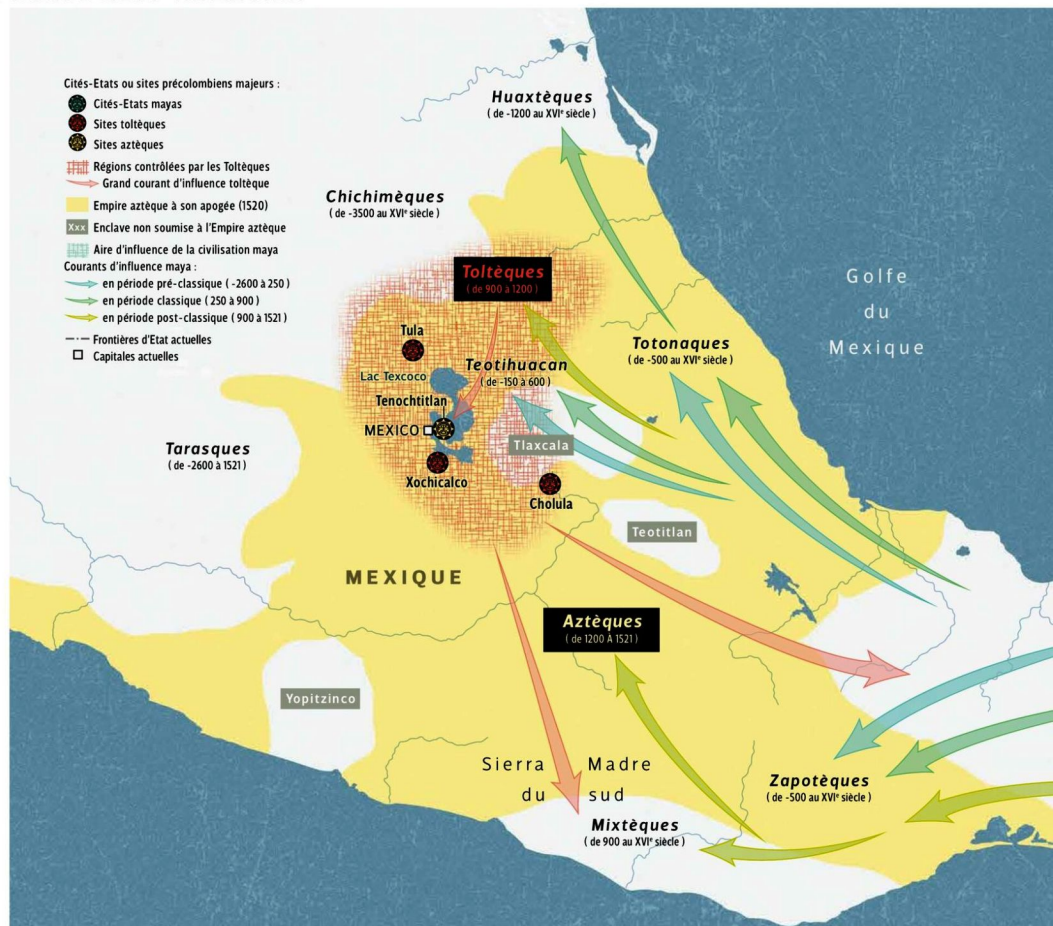 Cités-Etats ou sites précolombiens majeurs :
Cités-Etats mayas
Sites toltèques
Sites aztèques
Régions contrôlées par les Toltèques
Grand courant d'influence toltèque
Empire aztèque à son apogée (1520)
Xxx Enclave non soumise à l'Empire aztèque
Aire d'influence de la civilisation maya
Courants d'influence maya :
en période pré-classique (-2600 à 250)
en période classique (250 à 900)
en période post-classique (900 à 1521)
Frontières d'Etat actuelles
Capitales actuelles
Huaxtèques
(de -1200 au XVIe siècle)
Chichimèques
(de -3500 au XVIe siècle)
Toltèques
(de 900 à 1200)
Golfe
du
Mexique
Tula
Totonaques
(de -500 au XVIe siècle)
Lac Texcoco
Teotihuacan
(de -150 à 600)
Tenochtitlan
MEXICO
Tlaxcala
Tarasques
(de -2600 à 1521)
Xochicalco
Cholula
Teotitlan
MEXIQUE
Aztèques
(de 1200 À 1521)
Yopitzinco
Sierra Madre
du sud
Zapotèques
(de -500 au XVIe siècle)
Mixtèques
(de 900 au XVIe siècle)